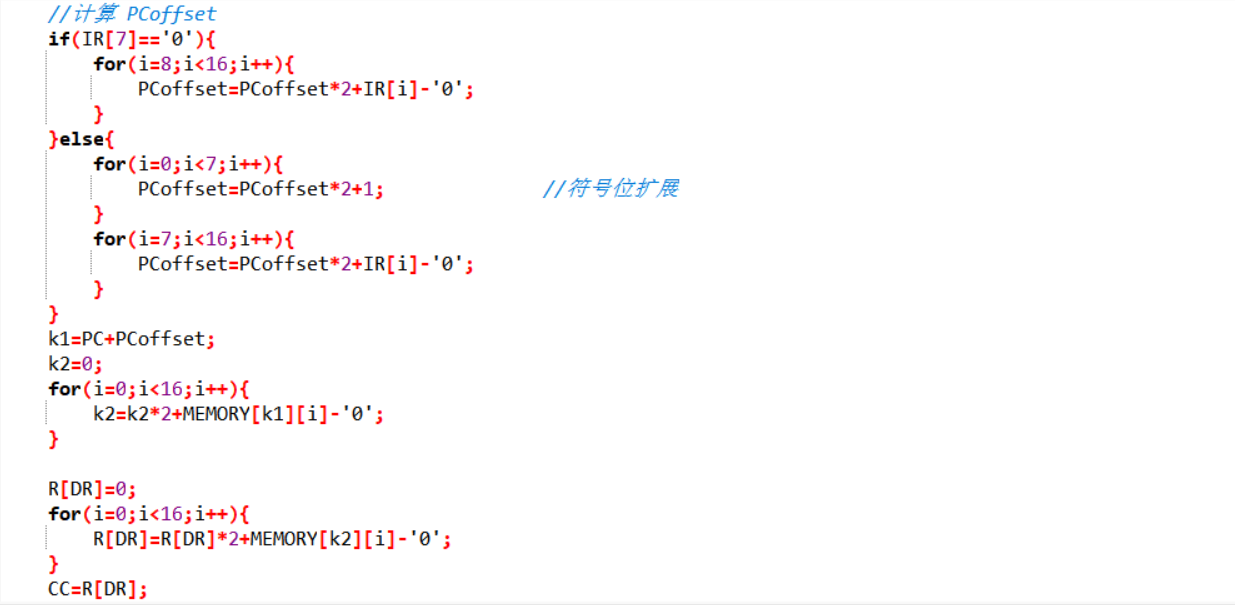 //计算 PCoffset
if(IR[7]=='0'){
for(i=8;i<16;i++){
PCoffset=PCoffset*2+IR[i]-'0';
}
}else{
for(i=0;i<7;i++){
PCoffset=PCoffset*2+1; //符号位扩展
}
for(i=7;i<16;i++){
PCoffset=PCoffset*2+IR[i]-'0';
}
}
k1=PC+PCoffset;
k2=0;
for(i=0;i<16;i++){
k2=k2*2+MEMORY[k1][i]-'0';
}
R[DR]=0;
for(i=0;i<16;i++){
R[DR]=R[DR]*2+MEMORY[k2][i]-'0';
}
CC=R[DR];